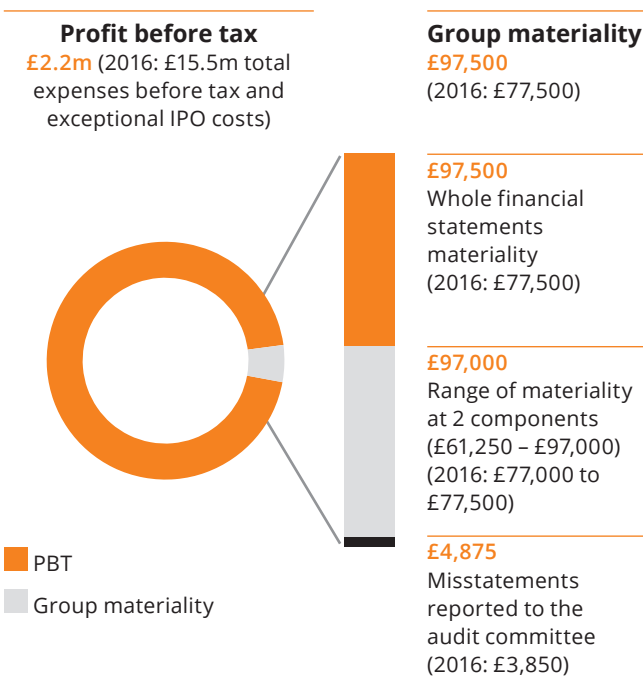 Profit before tax
£2.2m (2016: £15.5m total
expenses before tax and
exceptional IPO costs)
PBT
Group materiality
Group materiality
£97,500
(2016: £77,500)
£97,500
Whole financial
statements
materiality
(2016: £77,500)
£97,000
Range of materiality
at 2 components
(£61,250 – £97,000)
(2016: £77,000 to
£77,500)
£4,875
Misstatements
reported to the
audit committee
(2016: £3,850)